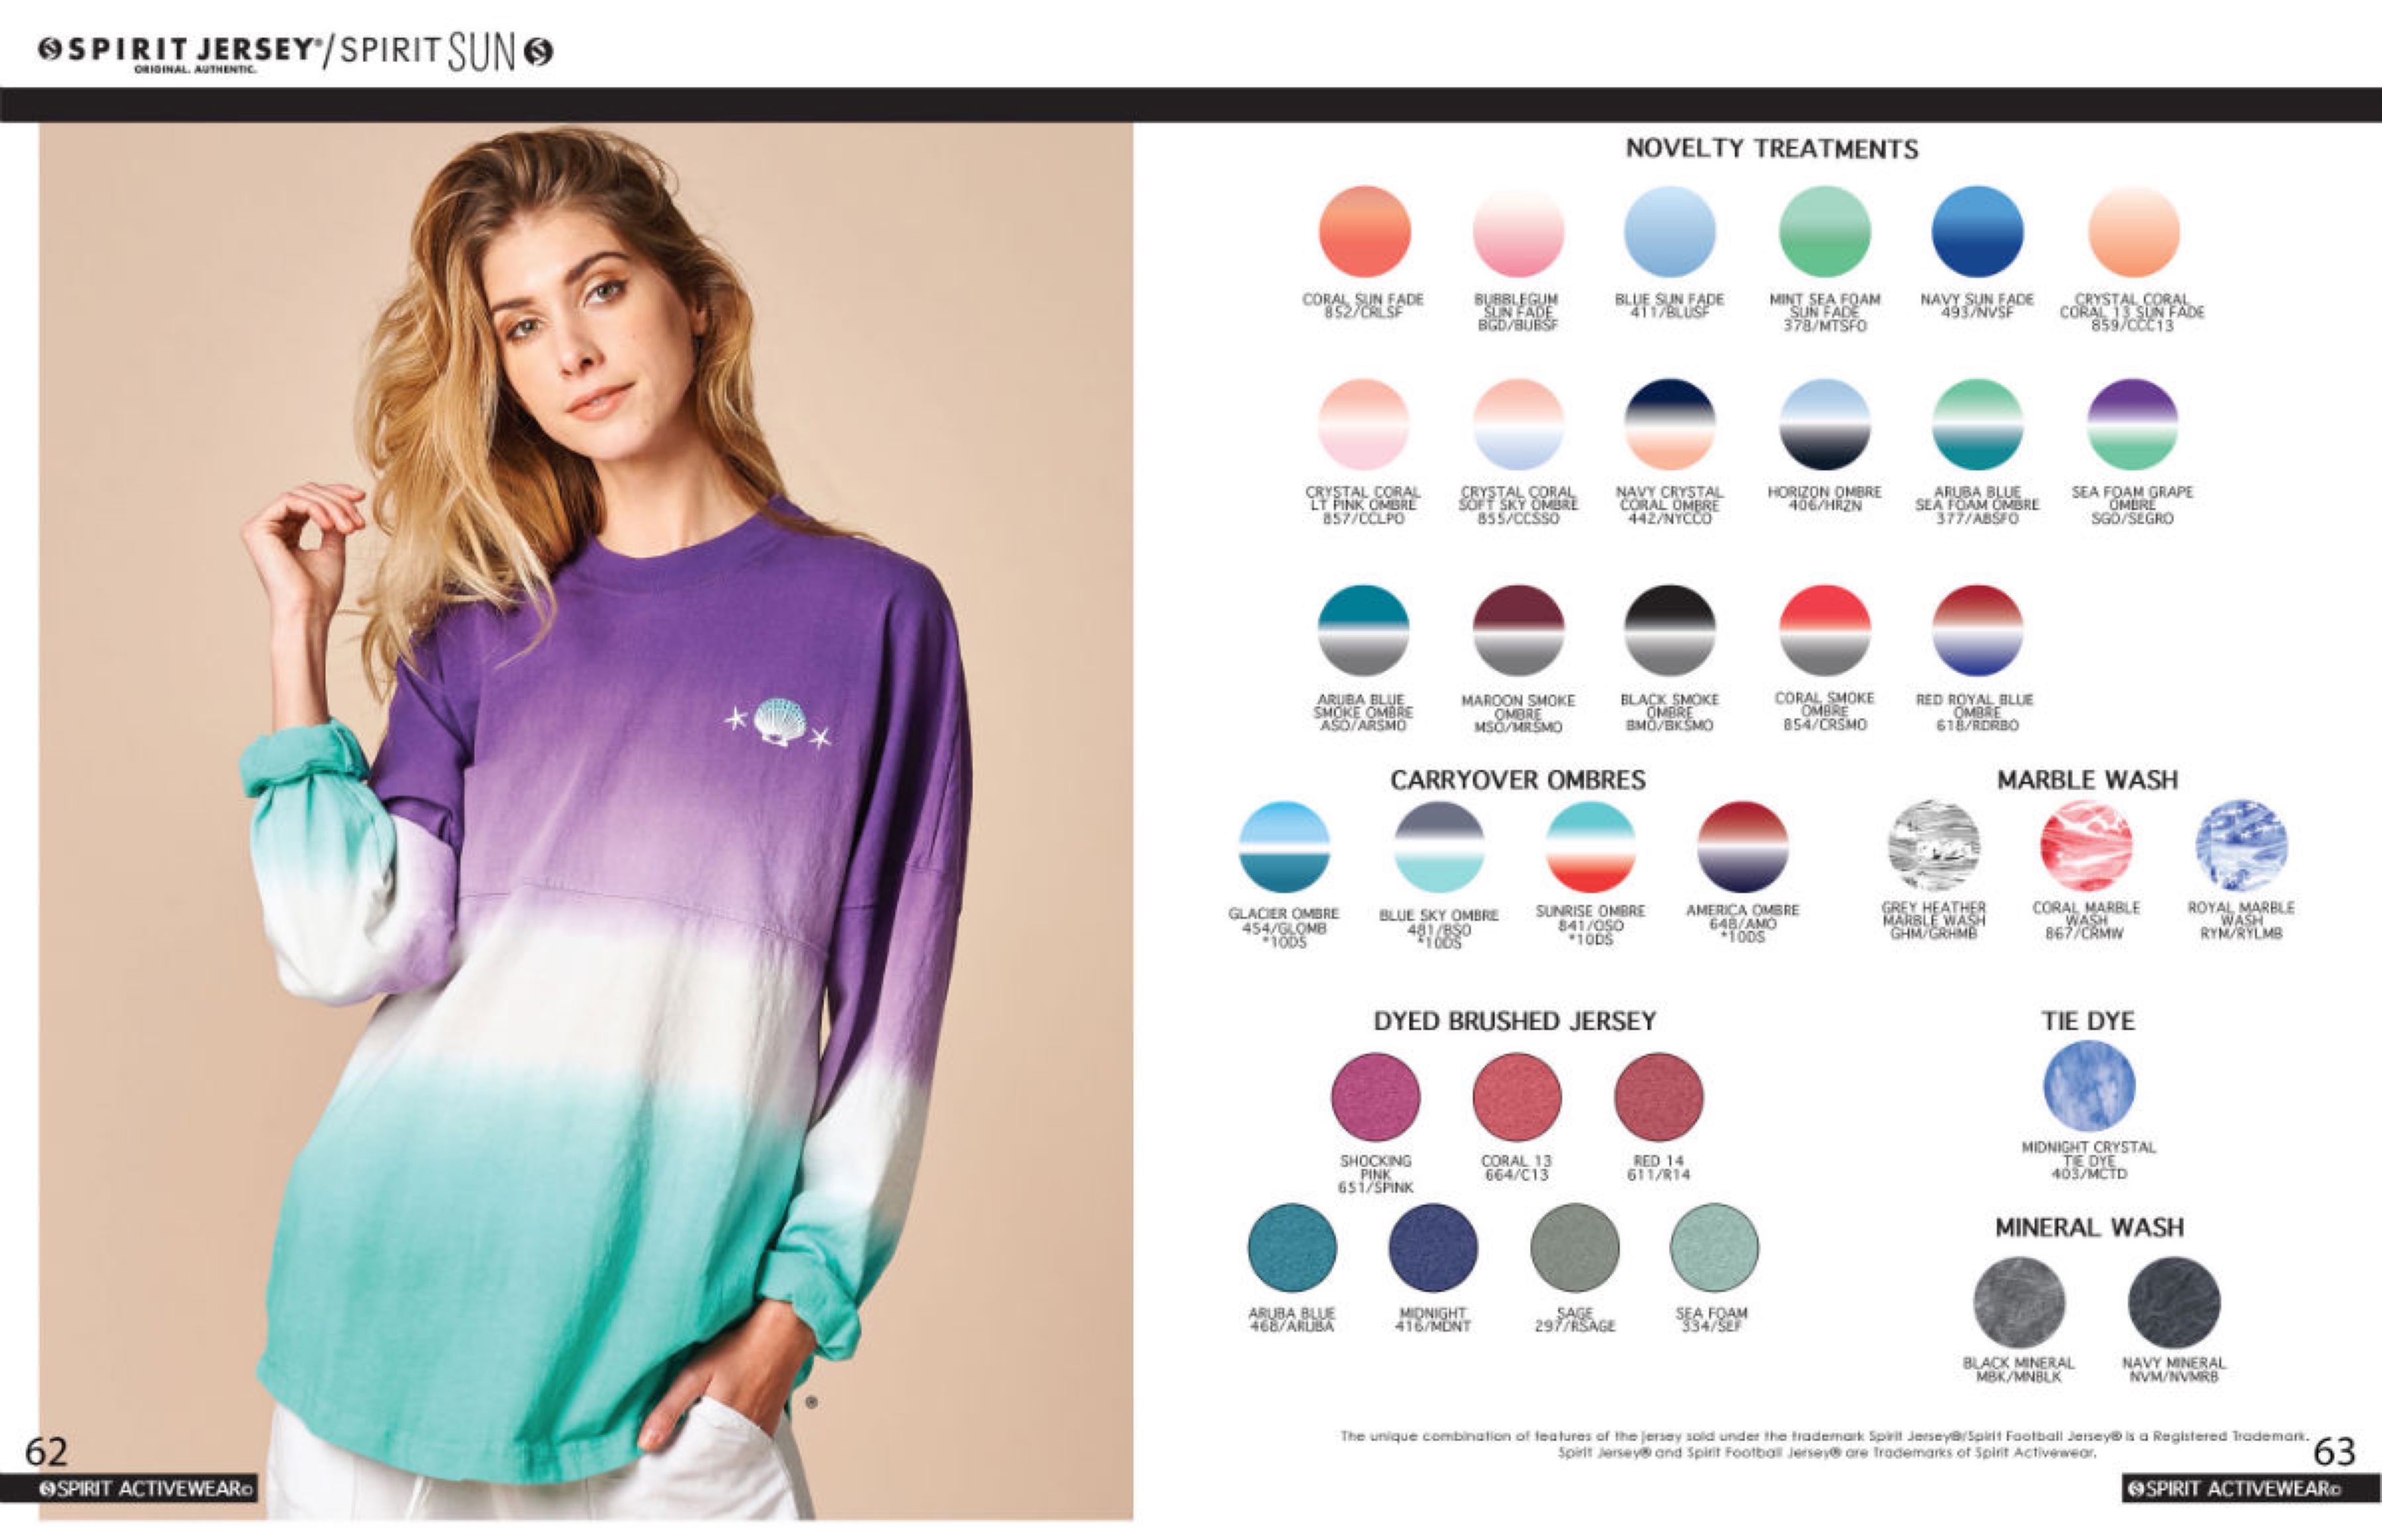 SPIRIT JERSEY®/SPIRIT SUN
ORIGINAL. AUTHENTIC.
NOVELTY TREATMENTS
CORAL SUN FADE
852/CRLSF
BUBBLEGUM
SUN FADE
BGD/BUBSF
BLUE SUN FADE
411/BLUSF
MINT SEA FOAM
SUN FADE
378/MTSFO
NAVY SUN FADE
493/NVSF
CRYSTAL CORAL
CORAL 13 SUN FADE
859/CCC13
CRYSTAL CORAL
LT PINK OMBRE
857/CCLPO
CRYSTAL CORAL
SOFT SKY OMBRE
855/CCSSO
NAVY CRYSTAL
CORAL OMBRE
442/NYCCO
HORIZON OMBRE
406/HRZN
ARUBA BLUE
SEA FOAM OMBRE
377/ABSFO
SEA FOAM GRAPE
OMBRE
SGO/SEGRO
ARUBA BLUE
SMOKE OMBRE
ASO/ARSMO
MAROON SMOKE
OMBRE
MSO/MRSMO
BLACK SMOKE
OMBRE
BMO/BKSMO
CORAL SMOKE
OMBRE
854/CRSMO
RED ROYAL BLUE
OMBRE
618/RDRBO
CARRYOVER OMBRES
GLACIER OMBRE
454/GLOMB
*10DS
BLUE SKY OMBRE
481/BSO
*10DS
SUNRISE OMBRE
841/OSO
*10DS
AMERICA OMBRE
648/AMO
*10DS
MARBLE WASH
GREY HEATHER
MARBLE WASH
GHM/GRHMB
CORAL MARBLE
WASH
867/CRMW
ROYAL MARBLE
WASH
RYM/RYLMB
DYED BRUSHED JERSEY
SHOCKING
PINK
651/SPINK
CORAL 13
664/C13
RED 14
611/R14
ARUBA BLUE
468/ARUBA
MIDNIGHT
416/MDNT
SAGE
297/RSAGE
SEA FOAM
334/SEF
TIE DYE
MIDNIGHT CRYSTAL
TIE DYE
403/MCTD
MINERAL WASH
BLACK MINERAL
MBK/MNBLK
NAVY MINERAL
NVM/NVMRB
The unique combination of features of the jersey sold under the trademark Spirit Jersey®/Spirit Football Jersey® is a Registered Trademark.
Spirit Jersey® and Spirit Football Jersey® are Trademarks of Spirit Activewear.
®
62
SPIRIT ACTIVEWEAR©
63
SPIRIT ACTIVEWEAR©